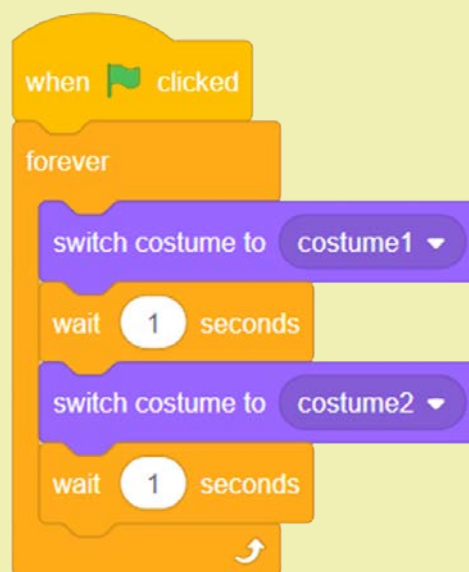 when clicked
forever
switch costume to costume1
wait 1 seconds
switch costume to costume2
wait 1 seconds